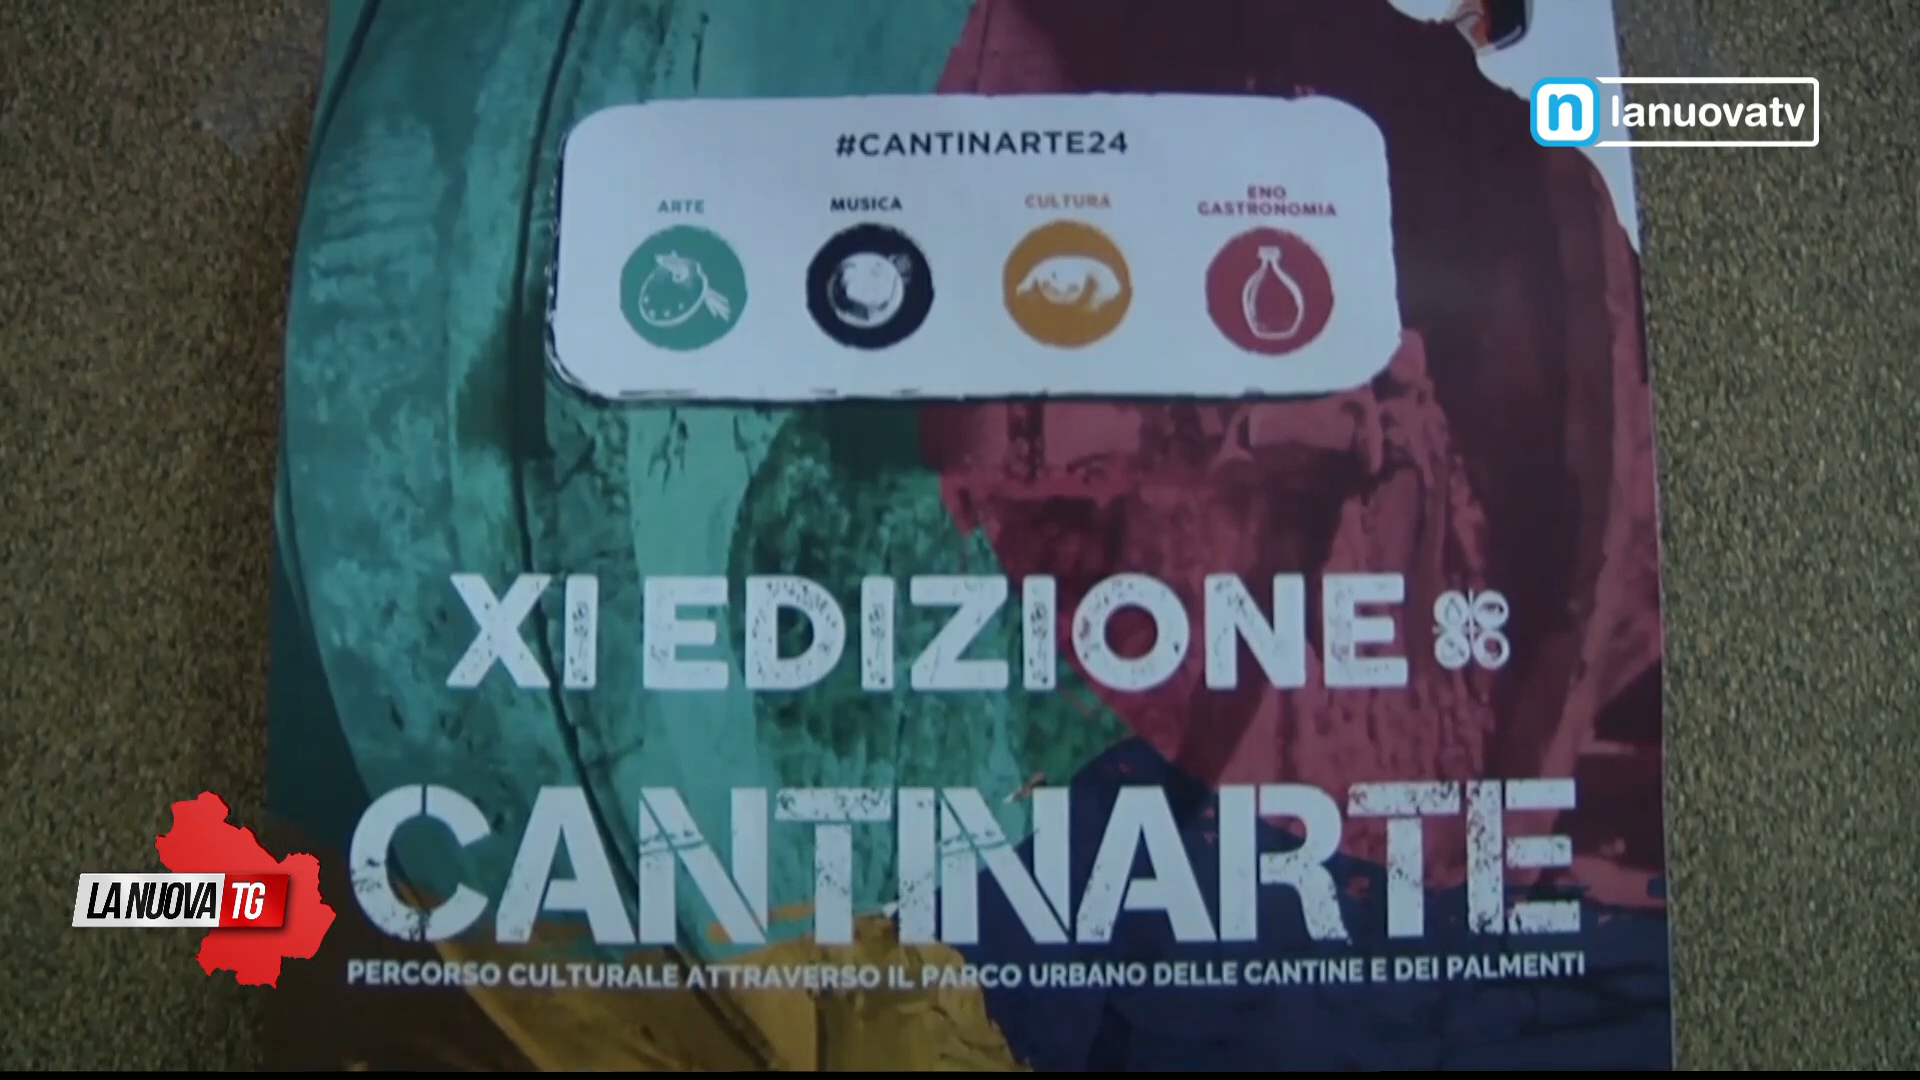 n lanuovatv
#CANTINARTE24
ARTE
MUSICA
CULTURA
ENO
GASTRONOMIA
XI EDIZIONE
CANTINARTE
PERCORSO CULTURALE ATTRAVERSO IL PARCO URBANO DELLE CANTINE E DEI PALMENTI
LA NUOVA TG